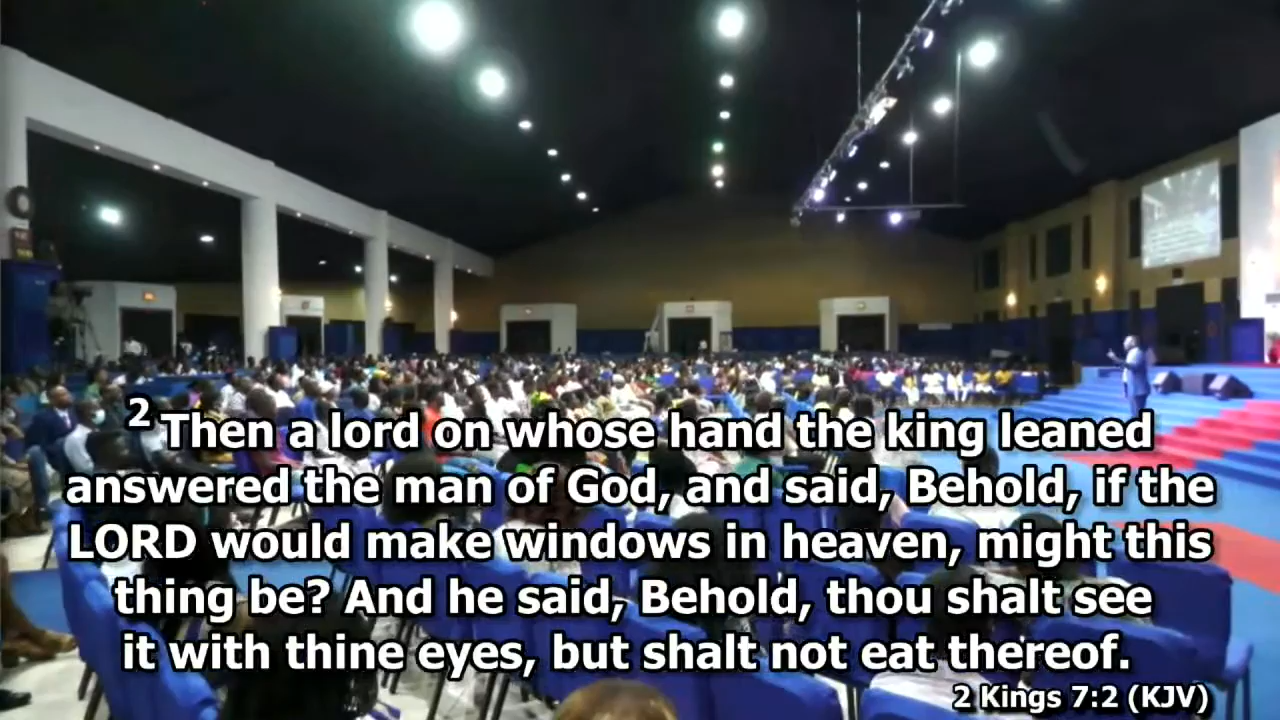 2 Then a lord on whose hand the king leaned
answered the man of God, and said, Behold, if the
LORD would make windows in heaven, might this
thing be? And he said, Behold, thou shalt see
it with thine eyes, but shalt not eat thereof.
2 Kings 7:2 (KJV)